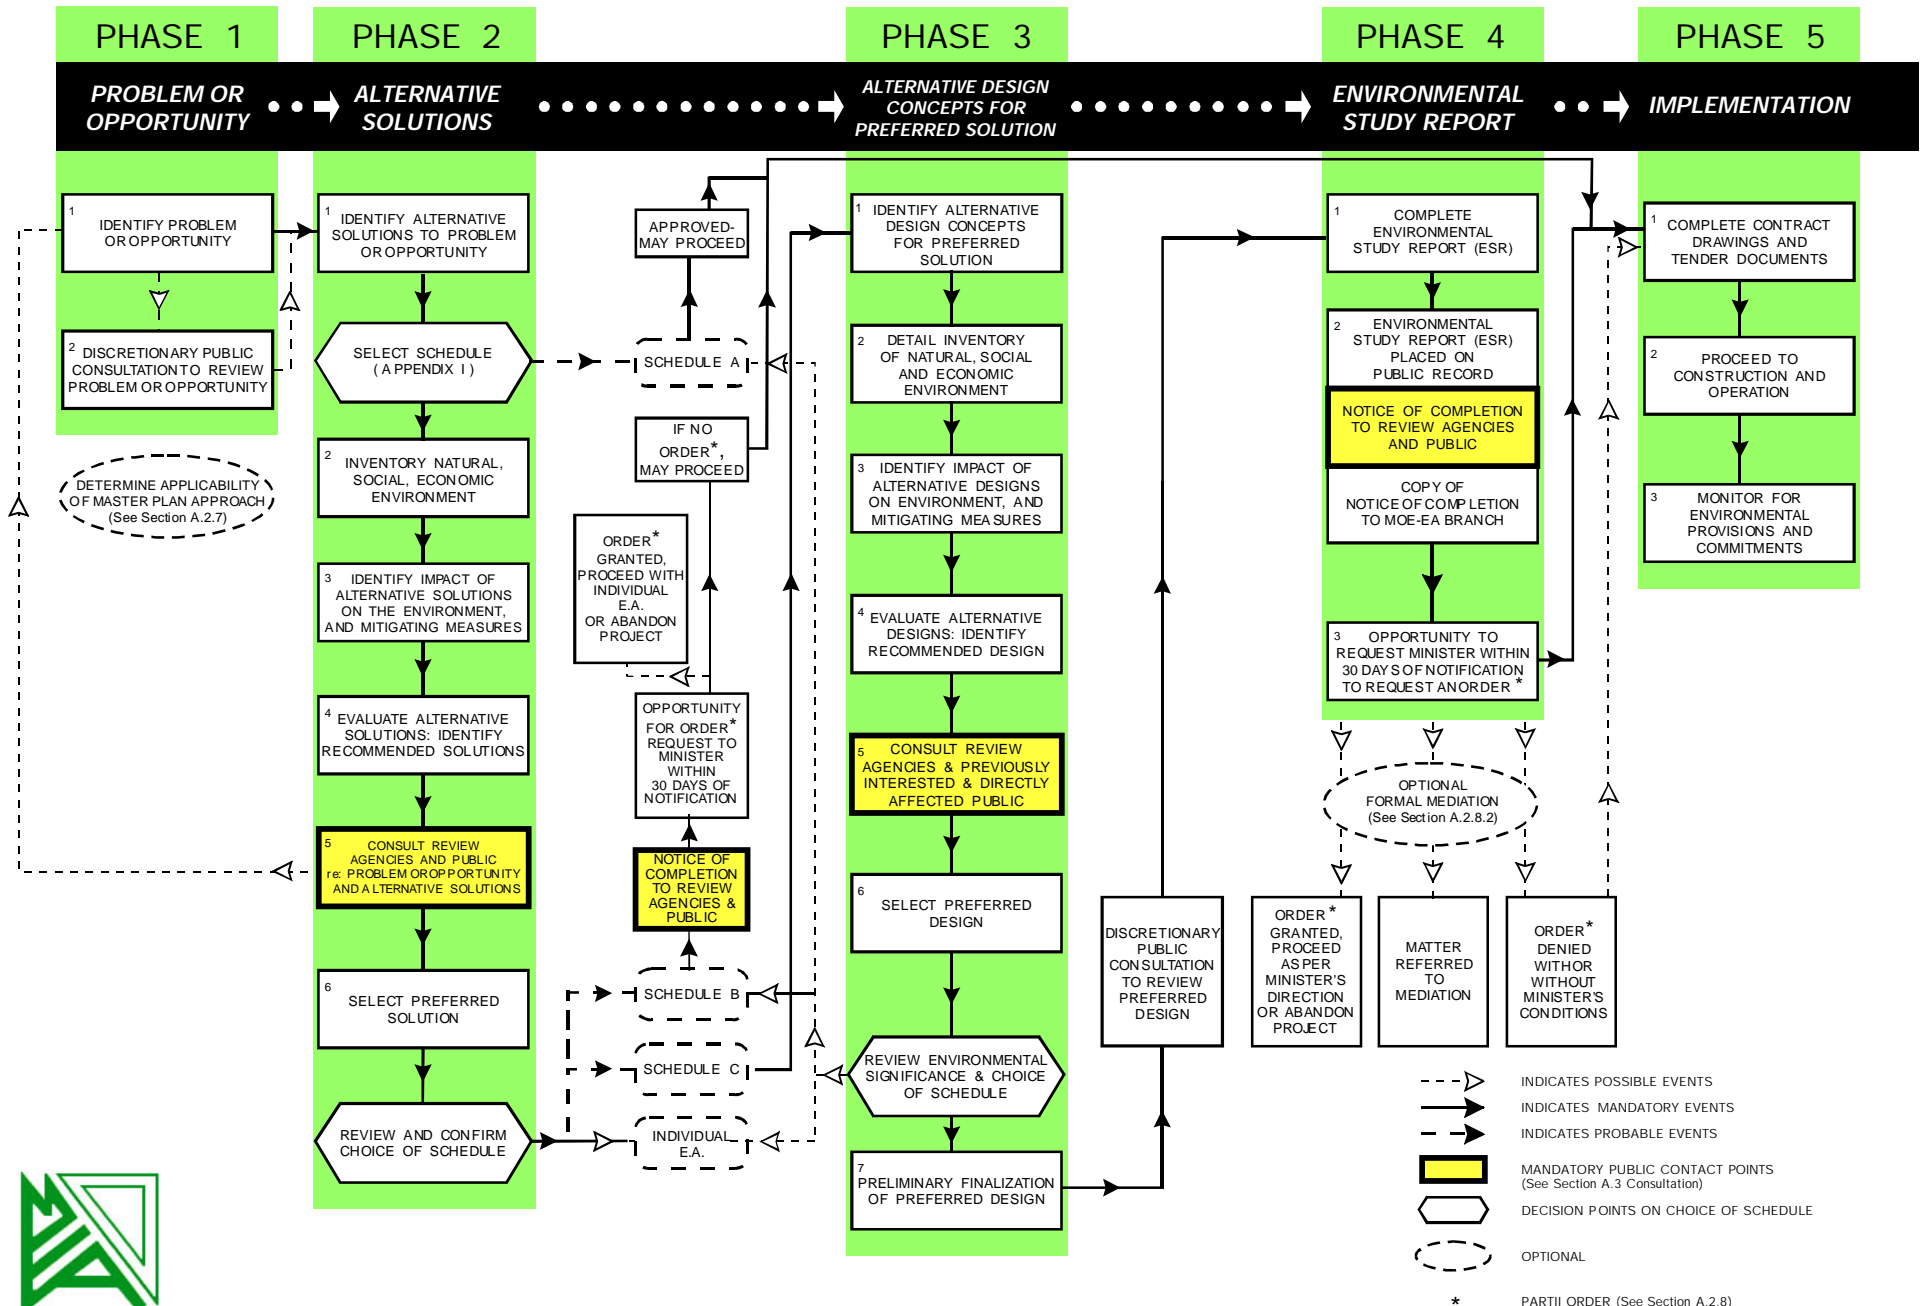 PHASE 1
PHASE 2
PHASE 3
PHASE 4
PHASE 5
PROBLEM OR
OPPORTUNITY
ALTERNATIVE
SOLUTIONS
ALTERNATIVE DESIGN
CONCEPTS FOR
PREFERRED SOLUTION
ENVIRONMENTAL
STUDY REPORT
IMPLEMENTATION
1
IDENTIFY PROBLEM
OR OPPORTUNITY
2 DISCRETIONARY PUBLIC
CONSULTATION TO REVIEW
PROBLEM OR OPPORTUNITY
DETERMINE APPLICABILITY
OF MASTER PLAN APPROACH
(See Section A.2.7)
1
IDENTIFY ALTERNATIVE
SOLUTIONS TO PROBLEM
OR OPPORTUNITY
SELECT SCHEDULE
( APPENDIX I )
2
INVENTORY NATURAL,
SOCIAL, ECONOMIC
ENVIRONMENT
3 IDENTIFY IMPACT OF
ALTERNATIVE SOLUTIONS
ON THE ENVIRONMENT,
AND MITIGATING MEASURES
4 EVALUATE ALTERNATIVE
SOLUTIONS: IDENTIFY
RECOMMENDED SOLUTIONS
5 CONSULT REVIEW
AGENCIES AND PUBLIC
re: PROBLEM OR OPPORTUNITY
AND ALTERNATIVE SOLUTIONS
6
SELECT PREFERRED
SOLUTION
REVIEW AND CONFIRM
CHOICE OF SCHEDULE
APPROVED-
MAY PROCEED
SCHEDULE A
IF NO
ORDER*,
MAY PROCEED
ORDER*
GRANTED,
PROCEED WITH
INDIVIDUAL
E.A.
OR ABANDON
PROJECT
OPPORTUNITY
FOR ORDER*
REQUEST TO
MINISTER
WITHIN
30 DAYS OF
NOTIFICATION
NOTICE OF
COMPLETION
TO REVIEW
AGENCIES &
PUBLIC
SCHEDULE B
SCHEDULE C
INDIVIDUAL
E.A.
1 IDENTIFY ALTERNATIVE
DESIGN CONCEPTS
FOR PREFERRED
SOLUTION
2 DETAIL INVENTORY
OF NATURAL, SOCIAL
AND ECONOMIC
ENVIRONMENT
3 IDENTIFY IMPACT OF
ALTERNATIVE DESIGNS
ON ENVIRONMENT, AND
MITIGATING MEASURES
4 EVALUATE ALTERNATIVE
DESIGNS: IDENTIFY
RECOMMENDED DESIGN
5 CONSULT REVIEW
AGENCIES & PREVIOUSLY
INTERESTED & DIRECTLY
AFFECTED PUBLIC
6
SELECT PREFERRED
DESIGN
REVIEW ENVIRONMENTAL
SIGNIFICANCE & CHOICE
OF SCHEDULE
7
PRELIMINARY FINALIZATION
OF PREFERRED DESIGN
DISCRETIONARY
PUBLIC
CONSULTATION
TO REVIEW
PREFERRED
DESIGN
1
COMPLETE
ENVIRONMENTAL
STUDY REPORT (ESR)
2 ENVIRONMENTAL
STUDY REPORT (ESR)
PLACED ON
PUBLIC RECORD
NOTICE OF COMPLETION
TO REVIEW AGENCIES
AND PUBLIC
COPY OF
NOTICE OF COMPLETION
TO MOE-EA BRANCH
3 OPPORTUNITY TO
REQUEST MINISTER WITHIN
30 DAYS OF NOTIFICATION
TO REQUEST AN ORDER *
OPTIONAL
FORMAL MEDIATION
(See Section A.2.8.2)
ORDER *
GRANTED,
PROCEED
AS PER
MINISTER'S
DIRECTION
OR ABANDON
PROJECT
MATTER
REFERRED
TO
MEDIATION
ORDER*
DENIED
WITH OR
WITHOUT
MINISTER'S
CONDITIONS
1
COMPLETE CONTRACT
DRAWINGS AND
TENDER DOCUMENTS
2
PROCEED TO
CONSTRUCTION AND
OPERATION
3
MONITOR FOR
ENVIRONMENTAL
PROVISIONS AND
COMMITMENTS
INDICATES POSSIBLE EVENTS
INDICATES MANDATORY EVENTS
INDICATES PROBABLE EVENTS
MANDATORY PUBLIC CONTACT POINTS
(See Section A.3 Consultation)
DECISION POINTS ON CHOICE OF SCHEDULE
OPTIONAL
* PART II ORDER (See Section A.2.8)
MEA